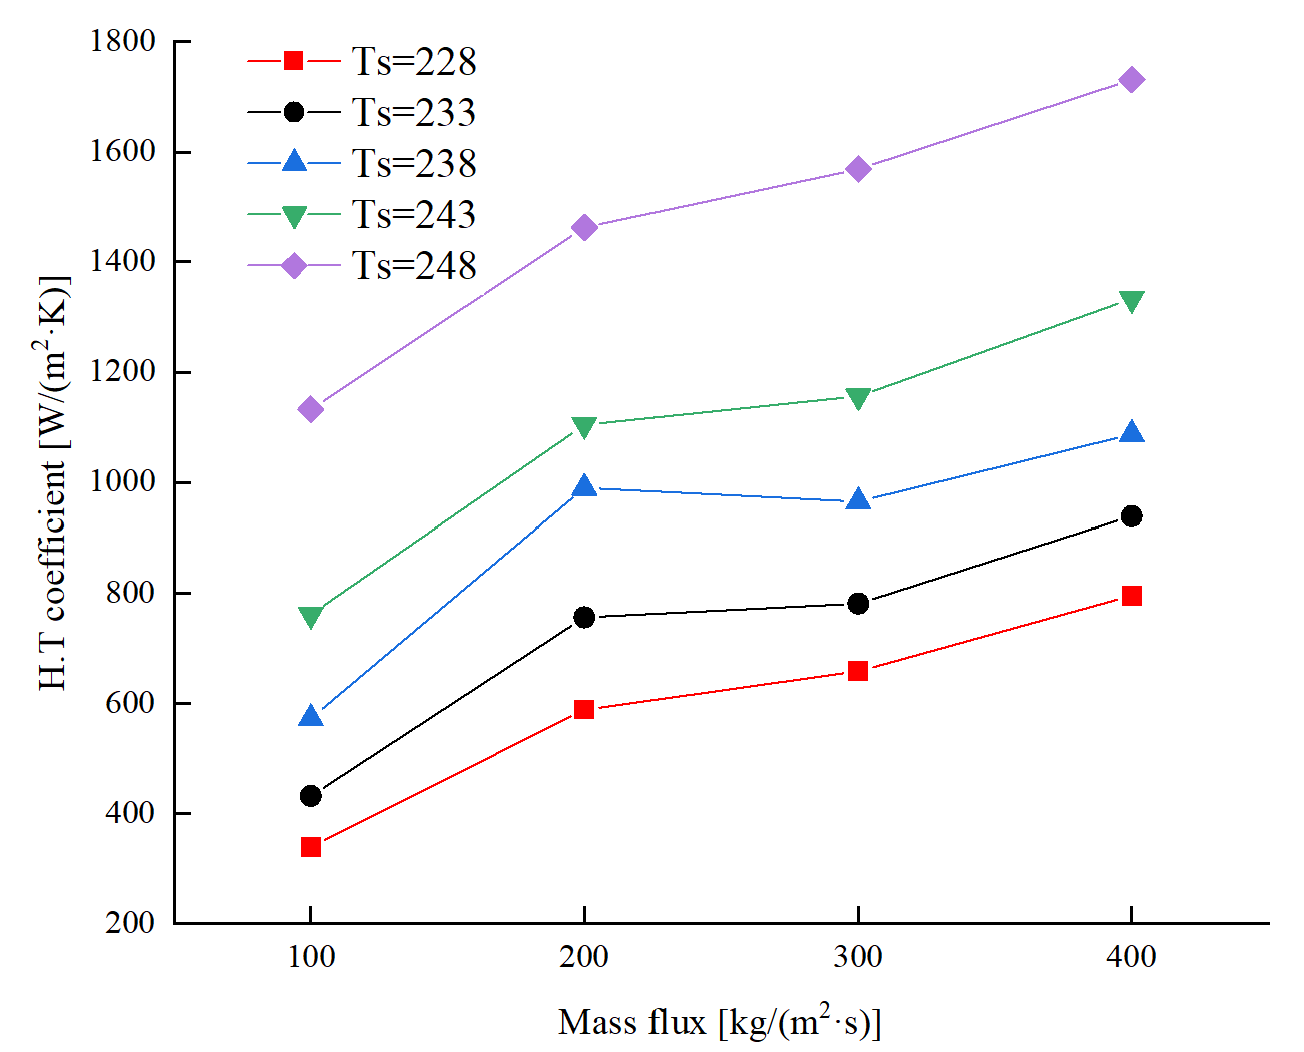 1800
1600
1400
1200
1000
800
600
400
200
Ts=228
Ts=233
Ts=238
Ts=243
Ts=248
H.T coefficient [W/(m²·K)]
100 200 300 400
Mass flux [kg/(m²·s)]